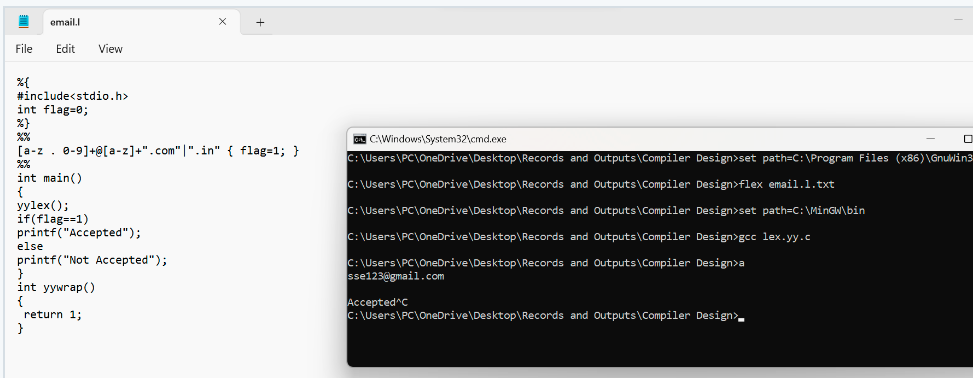 email.l
File Edit View
%{
#include<stdio.h>
int flag=0;
%}
%%
[a-z . 0-9]+@[a-z]+".com"|".in" { flag=1; }
%%
int main()
{
yylex();
if(flag==1)
printf("Accepted");
else
printf("Not Accepted");
}
int yywrap()
{
return 1;
}
C:\Windows\System32\cmd.exe
C:\Users\PC\OneDrive\Desktop\Records and Outputs\Compiler Design>set path=C:\Program Files (x86)\GnuWin3
C:\Users\PC\OneDrive\Desktop\Records and Outputs\Compiler Design>flex email.l.txt
C:\Users\PC\OneDrive\Desktop\Records and Outputs\Compiler Design>set path=C:\MinGW\bin
C:\Users\PC\OneDrive\Desktop\Records and Outputs\Compiler Design>gcc lex.yy.c
C:\Users\PC\OneDrive\Desktop\Records and Outputs\Compiler Design>a
sse123@gmail.com
Accepted^C
C:\Users\PC\OneDrive\Desktop\Records and Outputs\Compiler Design>